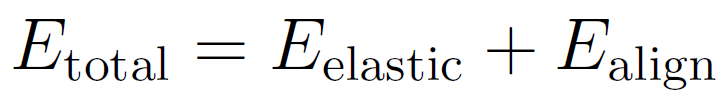 E_total = E_elastic + E_align